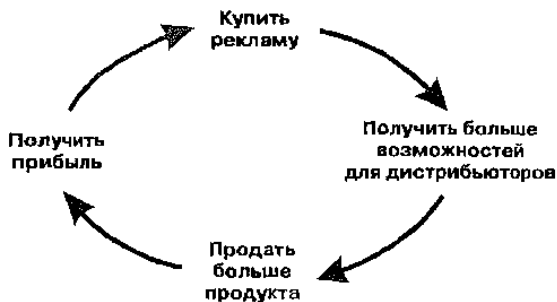 Купить
рекламу
Получить больше
возможностей
для дистрибьюторов
Продать
больше
продукта
Получить
прибыль